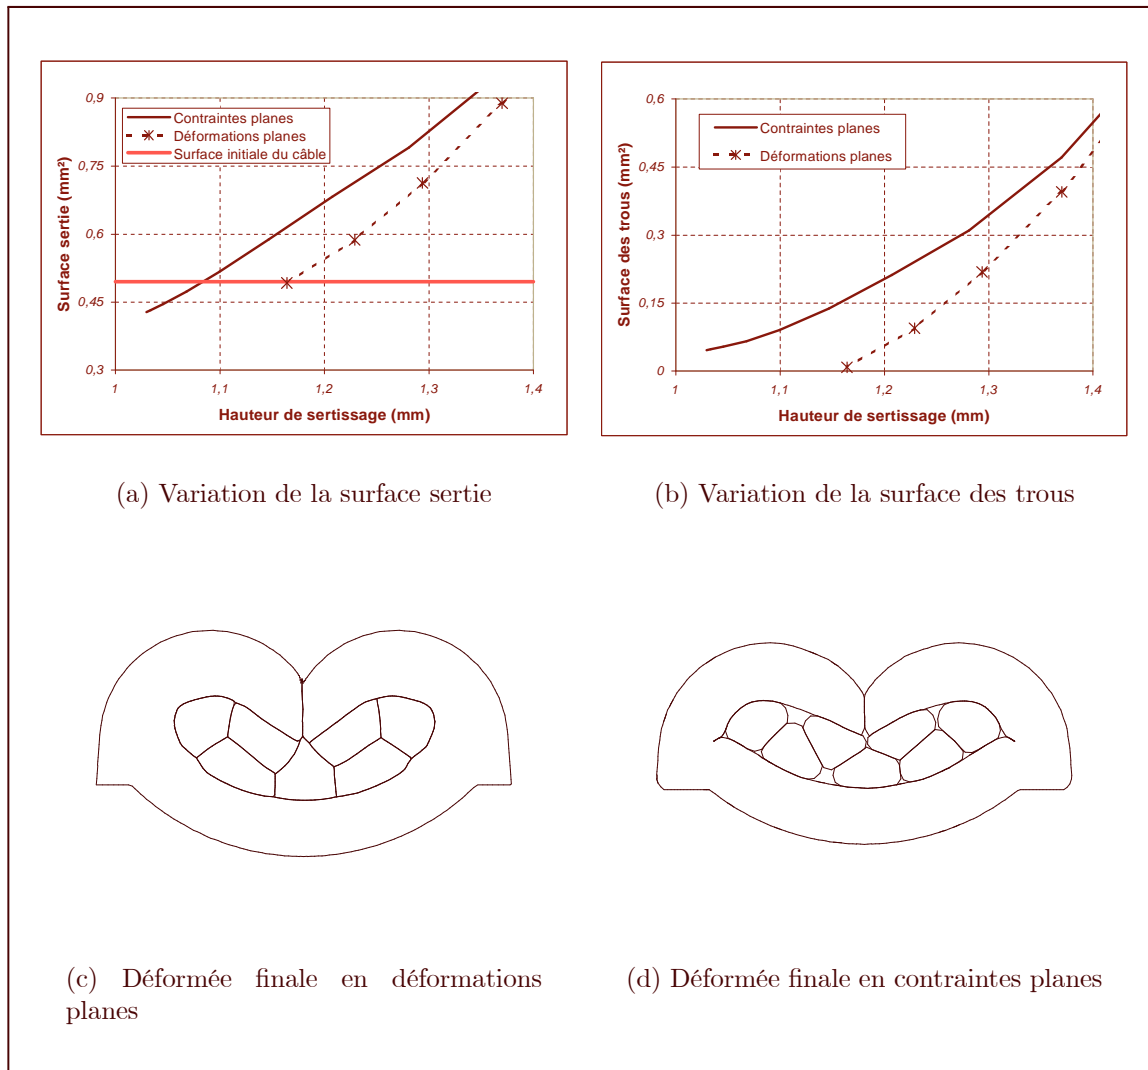 0,9
0,75
0,6
0,45
0,3
Surface sertie (mm²)
Contraintes planes
Déformations planes
Surface initiale du câble
1
1,1
1,2
1,3
1,4
Hauteur de sertissage (mm)
0,6
0,45
0,3
0,15
0
Surface des trous (mm²)
Contraintes planes
Déformations planes
1
1,1
1,2
1,3
1,4
Hauteur de sertissage (mm)
(a) Variation de la surface sertie
(b) Variation de la surface des trous
(c) Déformée finale en déformations
planes
(d) Déformée finale en contraintes planes